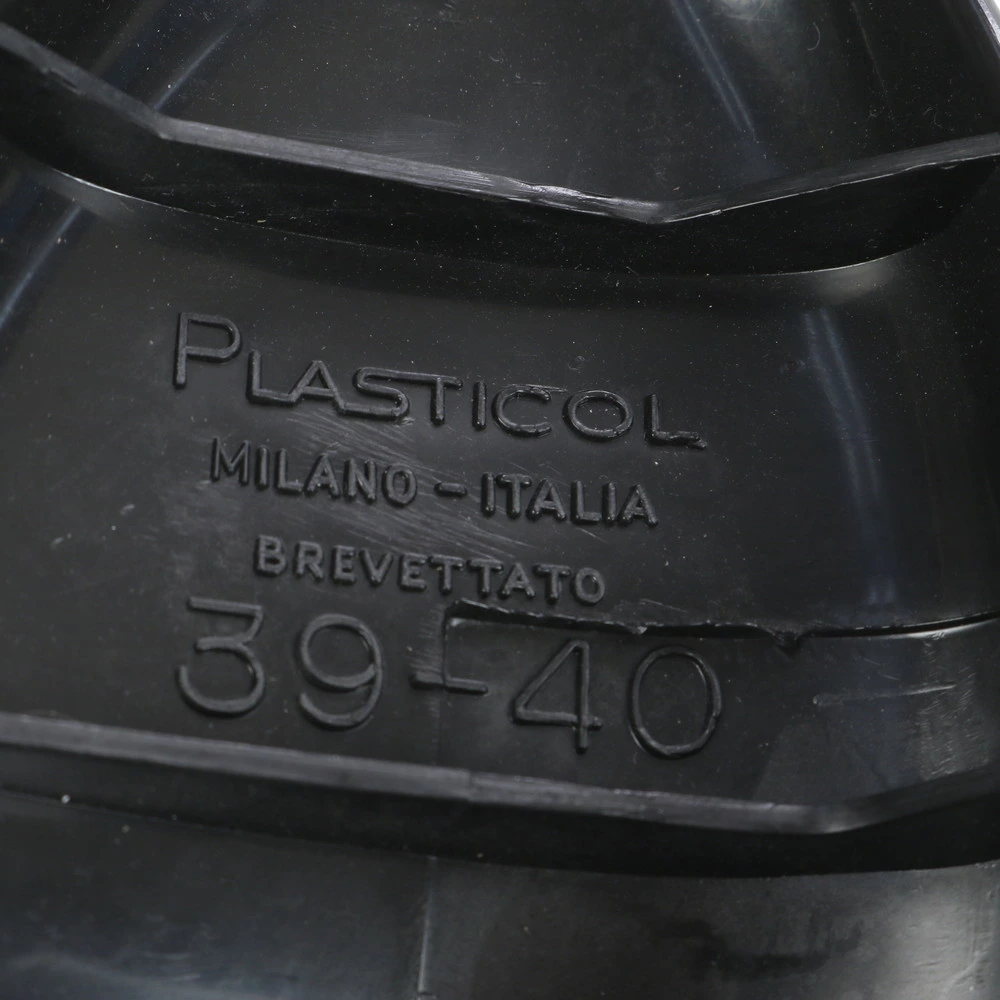 PLASTICOL
MILANO - ITALIA
BREVETTATO
39-40